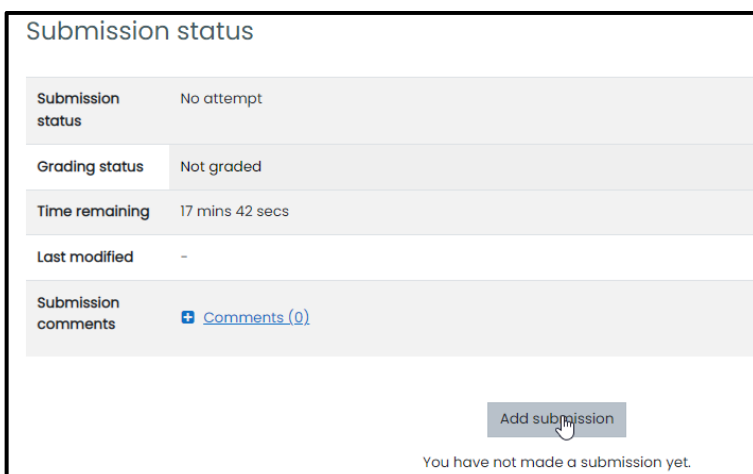 Submission status
Submission
status
No attempt
Grading status
Not graded
Time remaining
17 mins 42 secs
Last modified
-
Submission
comments
Comments (0)
Add submission
You have not made a submission yet.